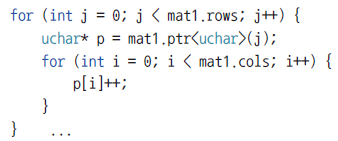 for (int j = 0; j < mat1.rows; j++) {
    uchar* p = mat1.ptr<uchar>(j);
    for (int i = 0; i < mat1.cols; i++) {
        p[i]++;
    }
}    ...